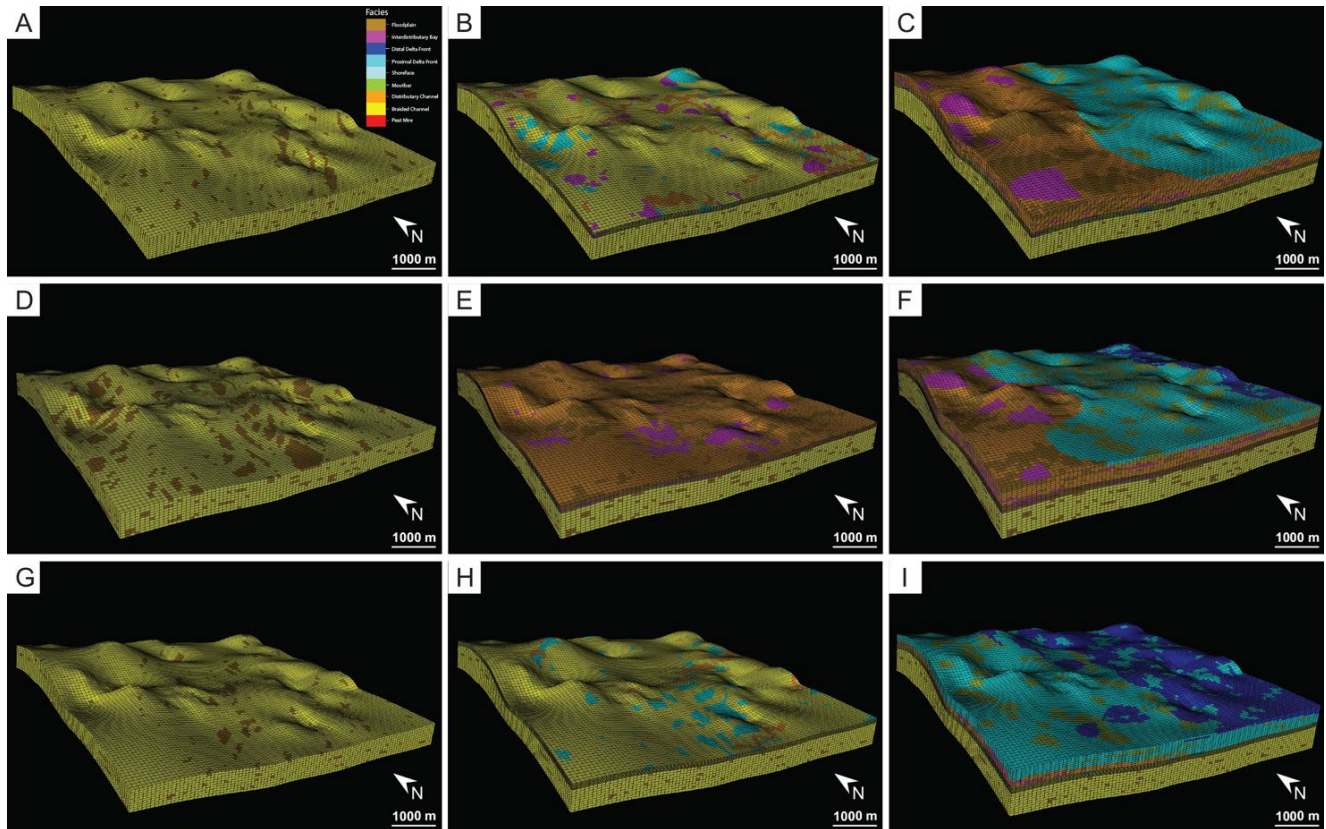 A
Facies
Floodplain
Interdistributary Bay
Distal Delta Front
Proximal Delta Front
Shoreface
Mouthbar
Distributary Channel
Braided Channel
Peat Mire
N
1000 m
B
N
1000 m
C
N
1000 m
D
N
1000 m
E
N
1000 m
F
N
1000 m
G
N
1000 m
H
N
1000 m
I
N
1000 m